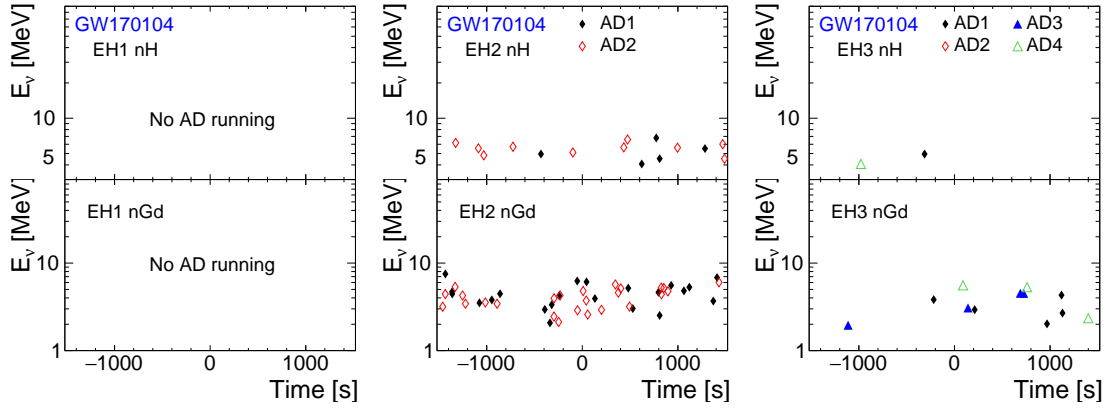 GW170104
EH1 nH
E_ν [MeV]
10
5
No AD running
EH1 nGd
E_ν [MeV]
10
1
No AD running
−1000 0 1000
Time [s]
GW170104
EH2 nH
AD1
AD2
E_ν [MeV]
10
5
EH2 nGd
E_ν [MeV]
10
1
−1000 0 1000
Time [s]
GW170104
EH3 nH
AD1 AD3
AD2 AD4
E_ν [MeV]
10
5
EH3 nGd
E_ν [MeV]
10
1
−1000 0 1000
Time [s]